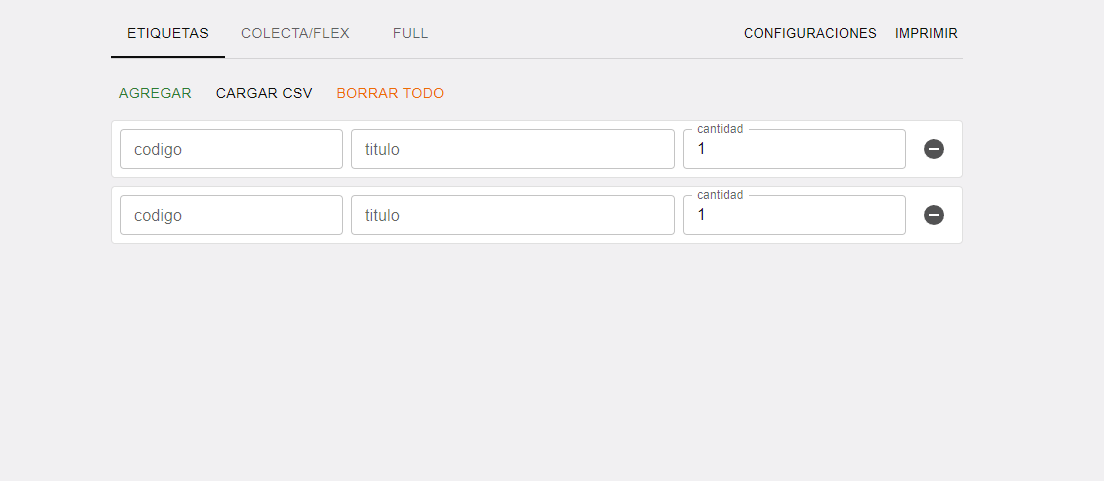 ETIQUETAS COLECTA/FLEX FULL CONFIGURACIONES IMPRIMIR
AGREGAR CARGAR CSV BORRAR TODO
cantidad
codigo titulo 1
cantidad
codigo titulo 1